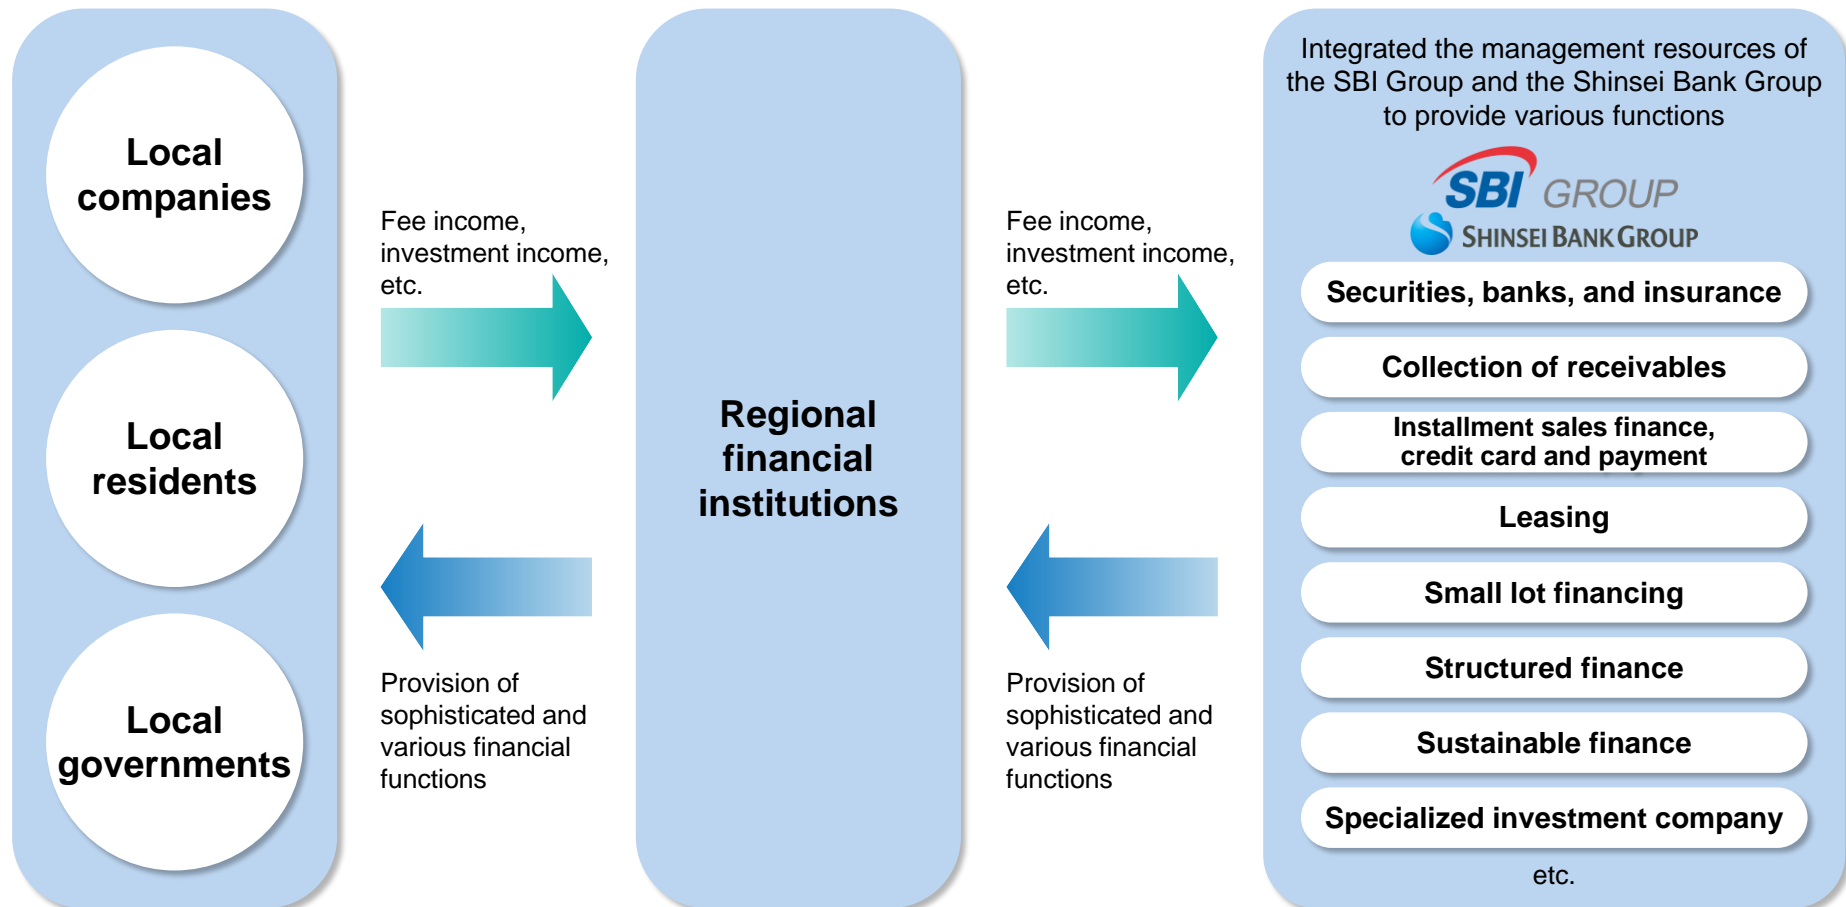 Local
companies
Local
residents
Local
governments
Fee income,
investment income,
etc.
Provision of
sophisticated and
various financial
functions
Regional
financial
institutions
Fee income,
investment income,
etc.
Provision of
sophisticated and
various financial
functions
Integrated the management resources of
the SBI Group and the Shinsei Bank Group
to provide various functions
SBI GROUP
SHINSEI BANK GROUP
Securities, banks, and insurance
Collection of receivables
Installment sales finance,
credit card and payment
Leasing
Small lot financing
Structured finance
Sustainable finance
Specialized investment company
etc.